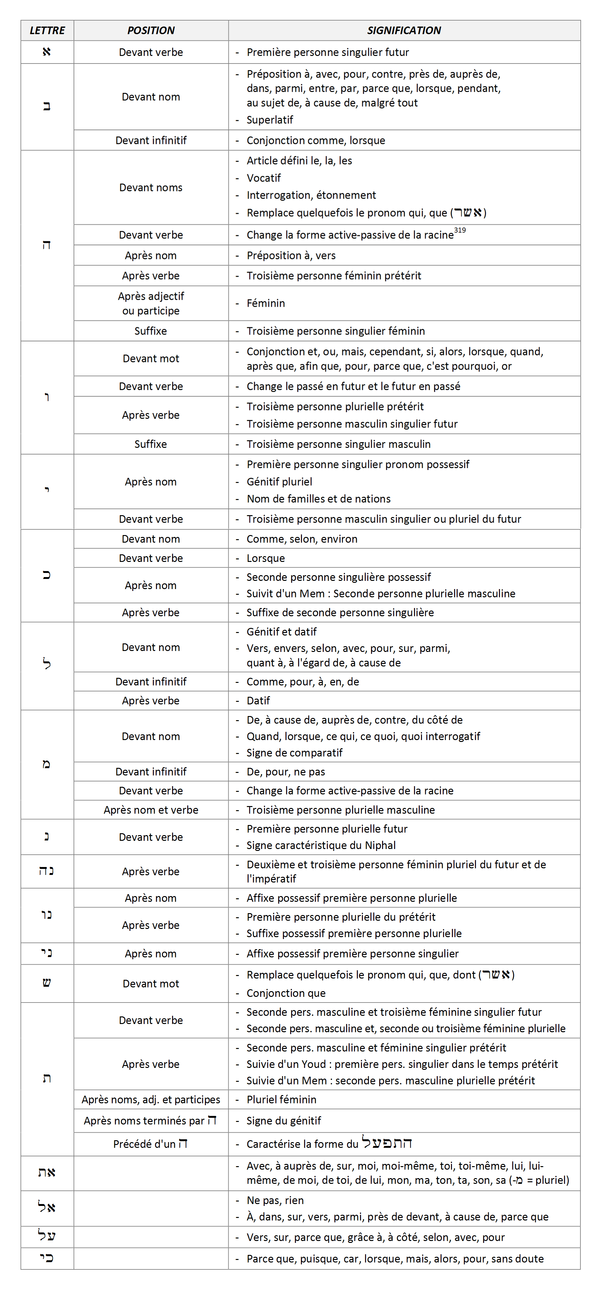 LETTRE POSITION SIGNIFICATION
א Devant verbe - Première personne singulier futur
ב Devant nom - Préposition à, avec, pour, contre, près de, auprès de,
dans, parmi, entre, par, parce que, lorsque, pendant,
au sujet de, à cause de, malgré tout
- Superlatif
Devant infinitif - Conjonction comme, lorsque
ה Devant noms - Article défini le, la, les
- Vocatif
- Interrogation, étonnement
- Remplace quelquefois le pronom qui, que (אשר)
Devant verbe - Change la forme active-passive de la racine319
Après nom - Préposition à, vers
Après verbe - Troisième personne féminin prétérit
Après adjectif
ou participe - Féminin
Suffixe - Troisième personne singulier féminin
ו Devant mot - Conjonction et, ou, mais, cependant, si, alors, lorsque, quand,
après que, afin que, pour, parce que, c'est pourquoi, or
Devant verbe - Change le passé en futur et le futur en passé
Après verbe - Troisième personne plurielle prétérit
- Troisième personne masculin singulier futur
Suffixe - Troisième personne singulier masculin
י Après nom - Première personne singulier pronom possessif
- Génitif pluriel
- Nom de familles et de nations
Devant verbe - Troisième personne masculin singulier ou pluriel du futur
כ Devant nom - Comme, selon, environ
Devant verbe - Lorsque
Après nom - Seconde personne singulière possessif
- Suivit d'un Mem : Seconde personne plurielle masculine
Après verbe - Suffixe de seconde personne singulière
ל Devant nom - Génitif et datif
- Vers, envers, selon, avec, pour, sur, parmi,
quant à, à l'égard de, à cause de
Devant infinitif - Comme, pour, à, en, de
Après verbe - Datif
מ Devant nom - De, à cause de, auprès de, contre, du côté de
- Quand, lorsque, ce qui, ce quoi, quoi interrogatif
- Signe de comparatif
Devant infinitif - De, pour, ne pas
Devant verbe - Change la forme active-passive de la racine
Après nom et verbe - Troisième personne plurielle masculine
נ Devant verbe - Première personne plurielle futur
- Signe caractéristique du Niphal
נה Après verbe - Deuxième et troisième personne féminin pluriel du futur et de
l'impératif
נו Après nom - Affixe possessif première personne plurielle
Après verbe - Première personne plurielle du prétérit
- Suffixe possessif première personne plurielle
ני Après nom - Affixe possessif première personne singulier
ש Devant mot - Remplace quelquefois le pronom qui, que, dont (אשר)
- Conjonction que
ת Devant verbe - Seconde pers. masculine et troisième féminine singulier futur
- Seconde pers. masculine et, seconde ou troisième féminine plurielle
Après verbe - Seconde pers. masculine et féminine singulier prétérit
- Suivie d'un Youd : première pers. singulier dans le temps prétérit
- Suivie d'un Mem : seconde pers. masculine plurielle prétérit
Après noms, adj. et participes - Pluriel féminin
Après noms terminés par ה - Signe du génitif
Précédé d'un ה - Caractérise la forme du התפעל
את - Avec, à auprès de, sur, moi, moi-même, toi, toi-même, lui, lui-
même, de moi, de toi, de lui, mon, ma, ton, ta, son, sa (-מ = pluriel)
אל - Ne pas, rien
- À, dans, sur, vers, parmi, près de devant, à cause de, parce que
על - Vers, sur, parce que, grâce à, à côté, selon, avec, pour
כי - Parce que, puisque, car, lorsque, mais, alors, pour, sans doute